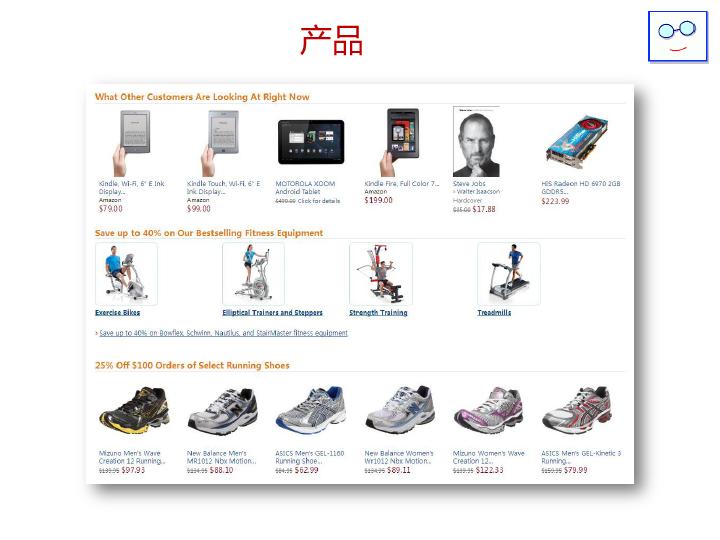 产品
What Other Customers Are Looking At Right Now
Kindle, Wi-Fi, 6" E Ink Display...
Amazon
$79.00
Kindle Touch, Wi-Fi, 6" E Ink Display...
Amazon
$99.00
MOTOROLA XOOM Android Tablet
$499.99 Click for details
Kindle Fire, Full Color 7...
Amazon
$199.00
Steve Jobs
› Walter Isaacson
Hardcover
$35.00 $17.88
HIS Radeon HD 6970 2GB GDDR5...
$223.99
Save up to 40% on Our Bestselling Fitness Equipment
Exercise Bikes
Elliptical Trainers and Steppers
Strength Training
Treadmills
› Save up to 40% on Bowflex, Schwinn, Nautilus, and StairMaster fitness equipment
25% Off $100 Orders of Select Running Shoes
Mizuno Men's Wave Creation 12 Running...
$139.95 $97.93
New Balance Men's MR1012 Nbx Motion...
$134.95 $88.10
ASICS Men's GEL-1160 Running Shoe...
$84.95 $62.99
New Balance Women's Wr1012 Nbx Motion...
$134.95 $89.11
Mizuno Women's Wave Creation 12...
$139.95 $122.33
ASICS Men's GEL-Kinetic 3 Running...
$159.95 $79.99